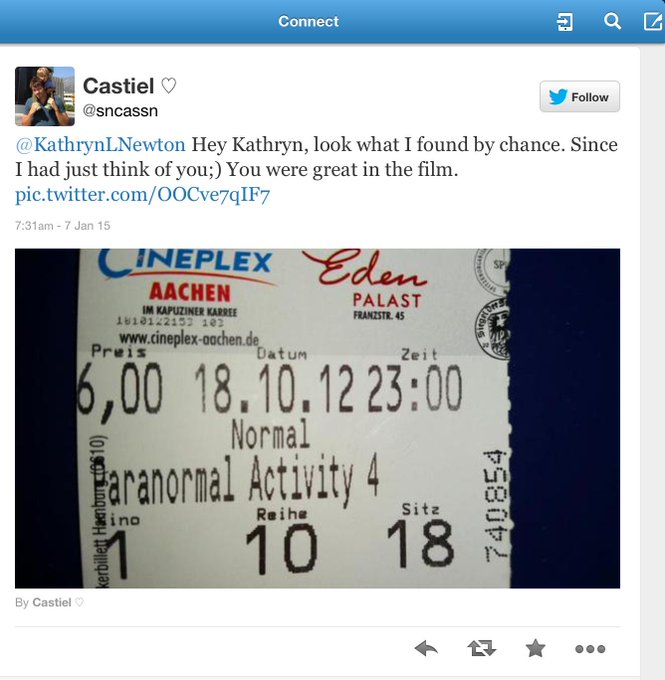 Connect
Castiel ♡
@sncassn
Follow
@KathrynLNewton Hey Kathryn, look what I found by chance. Since
I had just think of you;) You were great in the film.
pic.twitter.com/OOCve7qIF7
7:31am - 7 Jan 15
CINEPLEX
AACHEN
IM KAPUZINER KARREE
1810122153 103
www.cineplex-aachen.de
Eden
PALAST
FRANZSTR. 45
Preis Datum Zeit
6,00 18.10.12 23:00
Normal
Paranormal Activity 4
Reihe Sitz
1 10 18
740854
By Castiel ♡